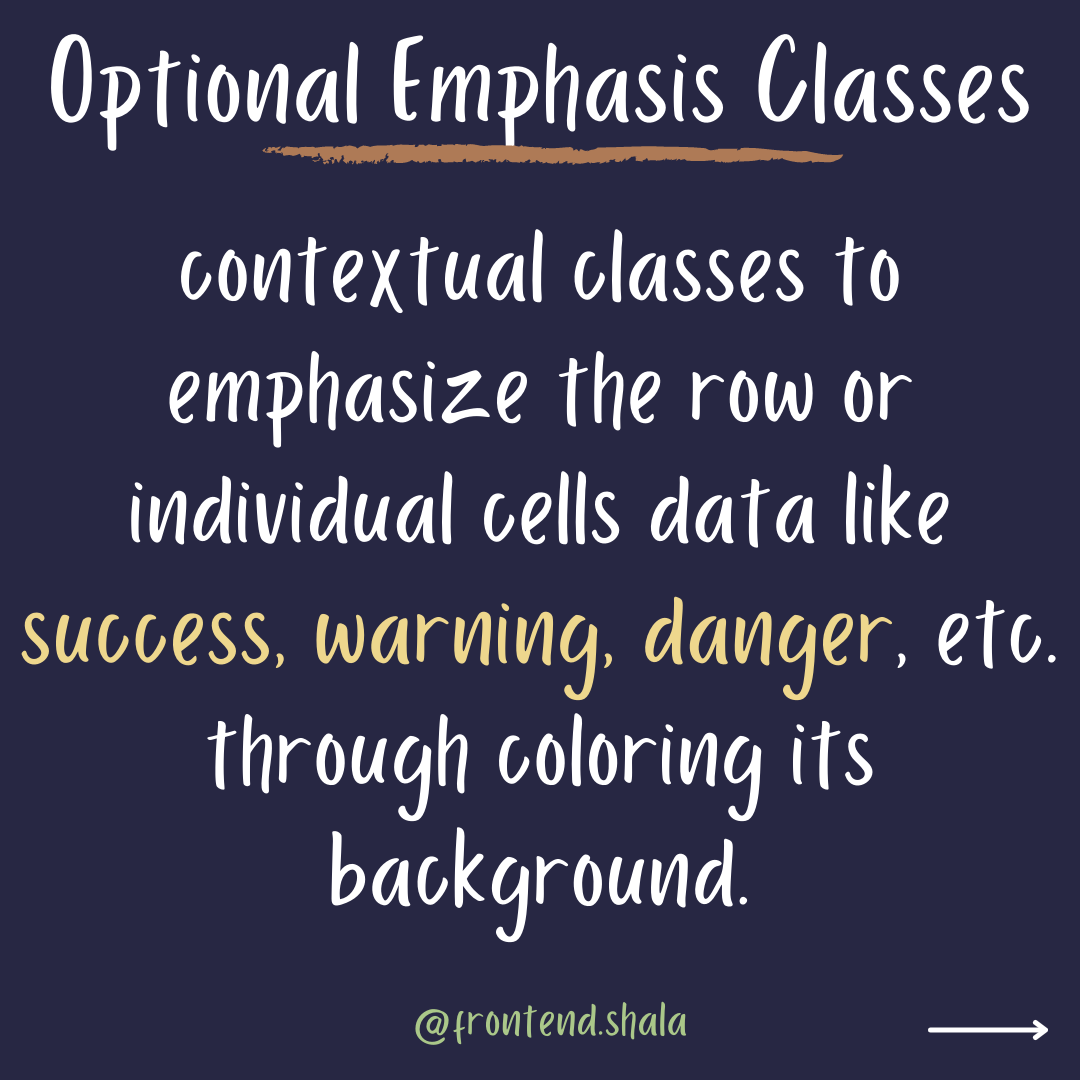 Optional Emphasis Classes
contextual classes to
emphasize the row or
individual cells data like
success, warning, danger, etc.
through coloring its
background.
@frontend.shala